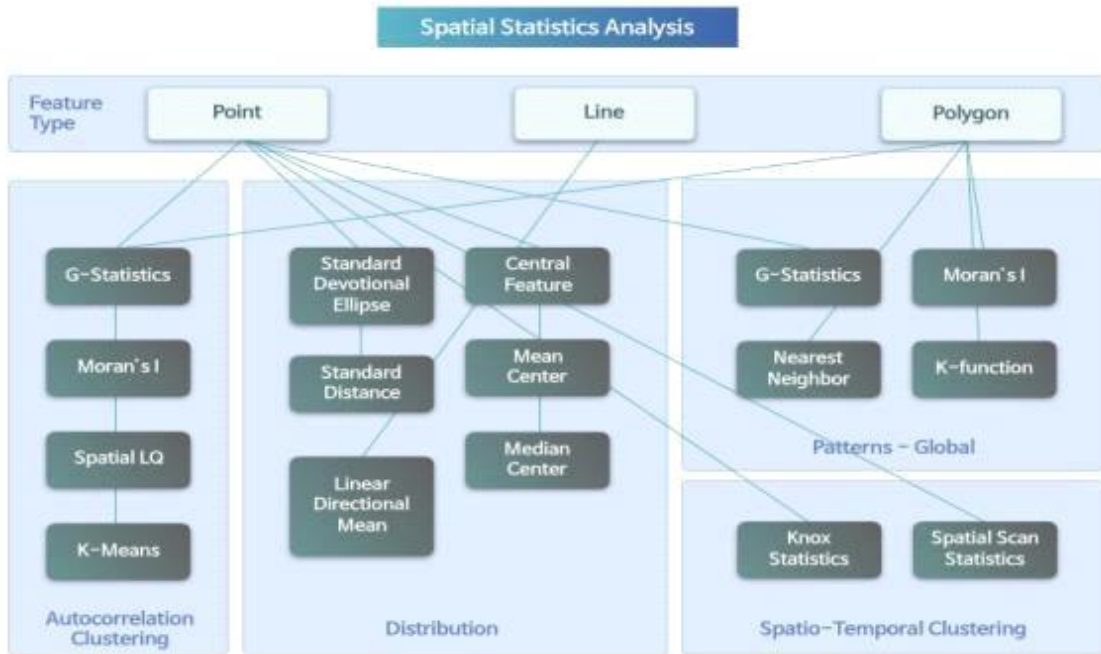 Spatial Statistics Analysis
Feature
Type
Point
Line
Polygon
G-Statistics
Moran's I
Spatial LQ
K-Means
Autocorrelation
Clustering
Standard
Devotional
Ellipse
Standard
Distance
Linear
Directional
Mean
Central
Feature
Mean
Center
Median
Center
Distribution
G-Statistics
Moran's I
Nearest
Neighbor
K-function
Patterns - Global
Knox
Statistics
Spatial Scan
Statistics
Spatio-Temporal Clustering